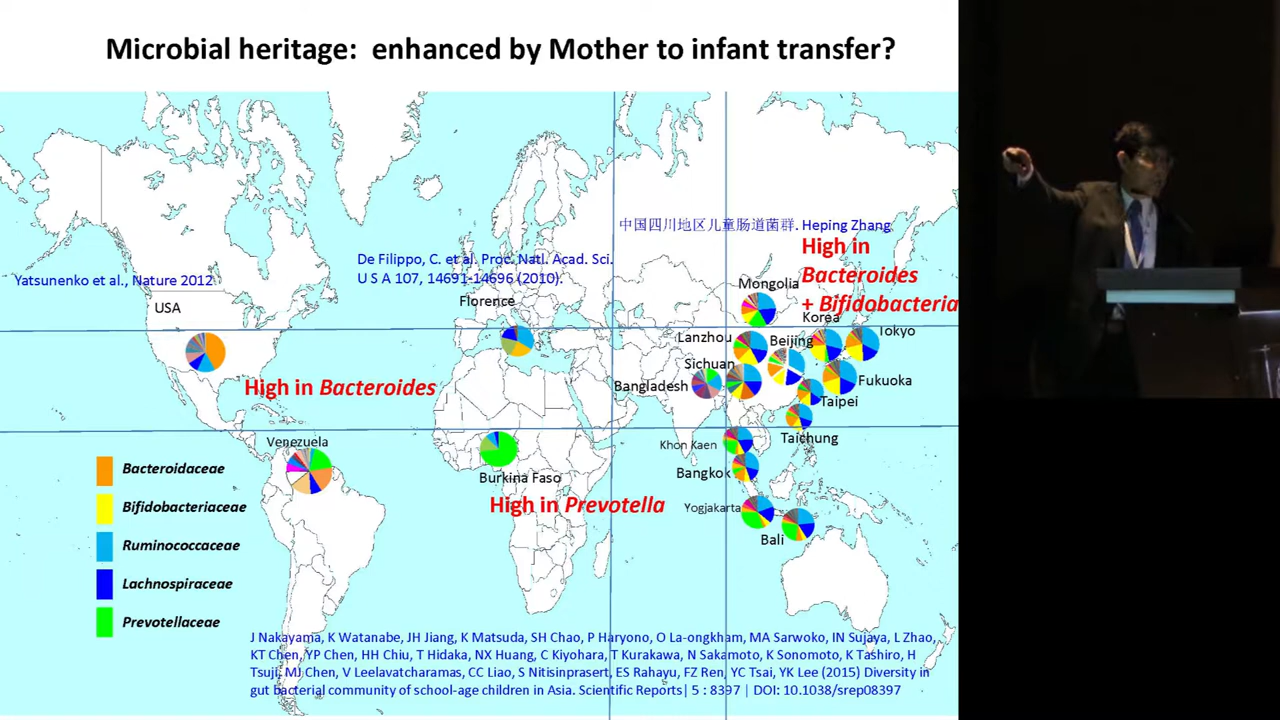 Microbial heritage: enhanced by Mother to infant transfer?
中国四川地区儿童肠道菌群. Heping Zhang
High in
Bacteroides
+ Bifidobacteria
De Filippo, C. et al. Proc. Natl. Acad. Sci.
U S A 107, 14691-14696 (2010).
Yatsunenko et al., Nature 2012
Florence
USA
Mongolia
Korea
Tokyo
Lanzhou
Beijing
Sichuan
Bangladesh
Fukuoka
Taipei
High in Bacteroides
Taichung
Venezuela
Khon Kaen
Bangkok
Burkina Faso
High in Prevotella
Yogjakarta
Bali
Bacteroidaceae
Bifidobacteriaceae
Ruminococcaceae
Lachnospiraceae
Prevotellaceae
J Nakayama, K Watanabe, JH Jiang, K Matsuda, SH Chao, P Haryono, O La-ongkham, MA Sarwoko, IN Sujaya, L Zhao,
KT Chen, YP Chen, HH Chiu, T Hidaka, NX Huang, C Kiyohara, T Kurakawa, N Sakamoto, K Sonomoto, K Tashiro, H
Tsuji, MJ Chen, V Leelavatcharamas, CC Liao, S Nitisinprasert, ES Rahayu, FZ Ren, YC Tsai, YK Lee (2015) Diversity in
gut bacterial community of school-age children in Asia. Scientific Reports| 5 : 8397 | DOI: 10.1038/srep08397